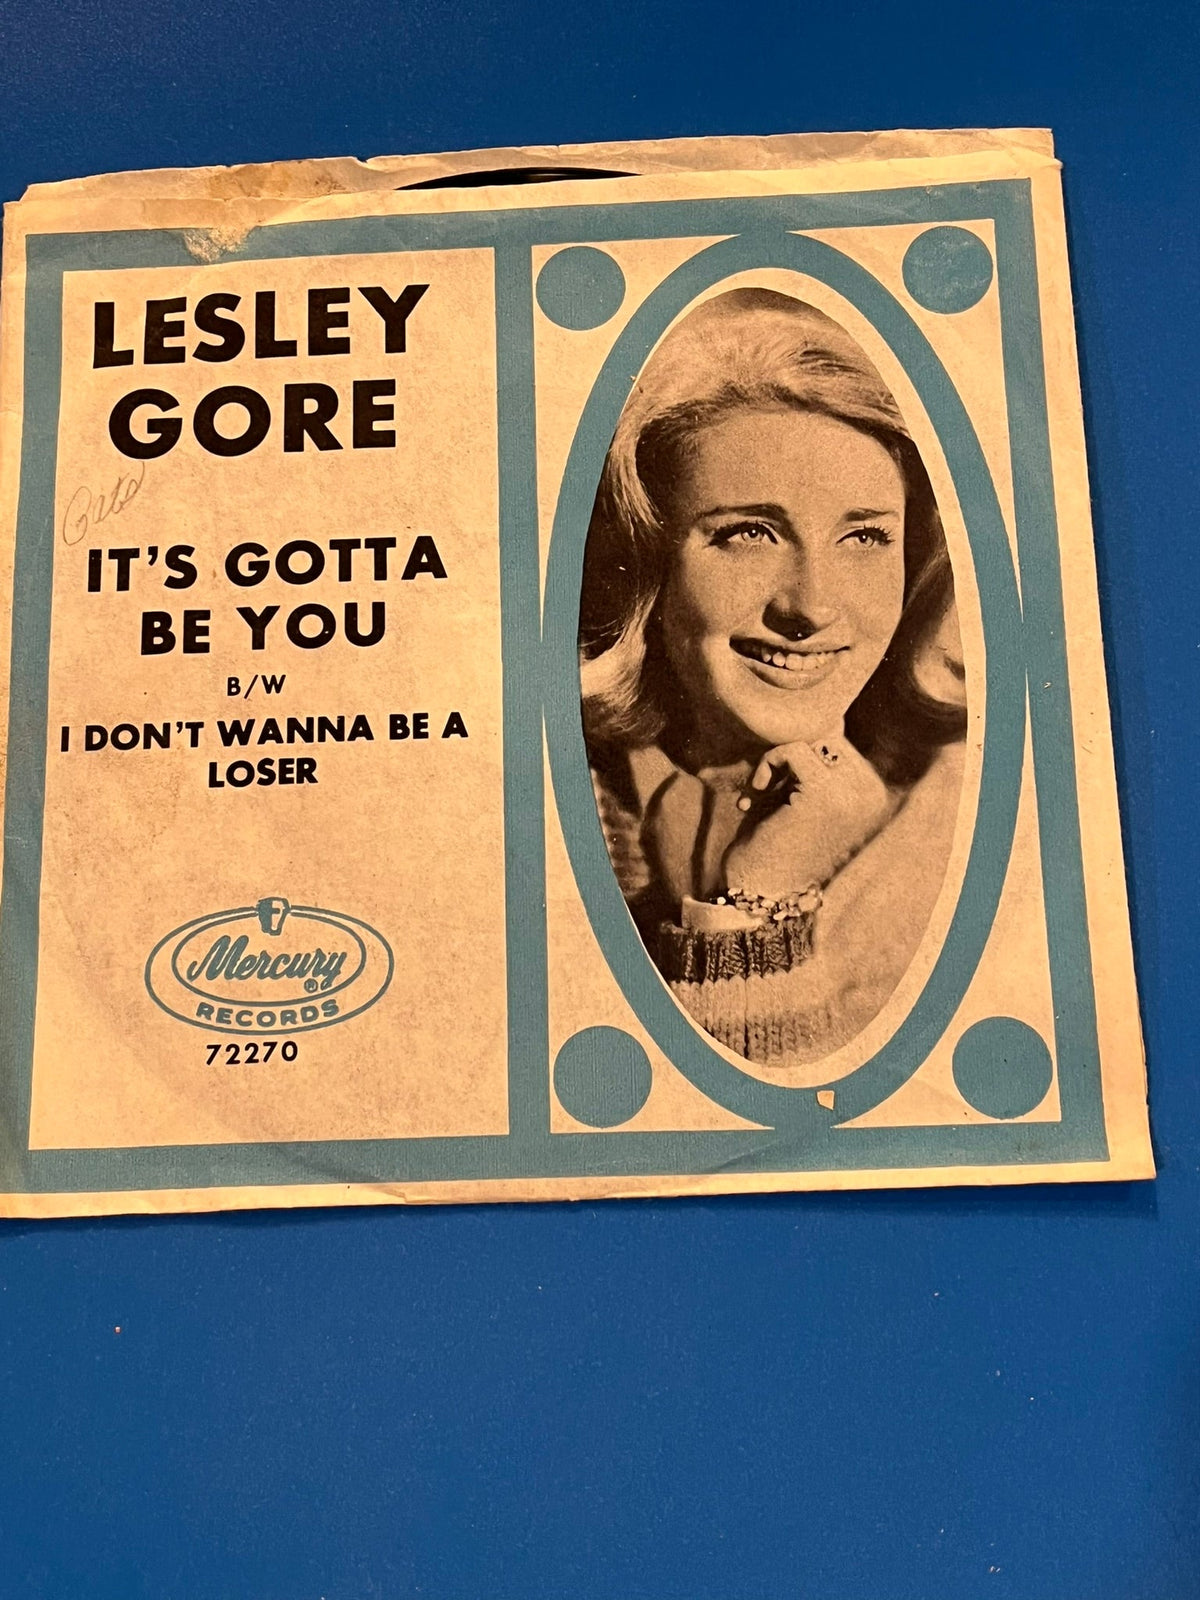 LESLEY
GORE
IT'S GOTTA
BE YOU
B/W
I DON'T WANNA BE A
LOSER
Mercury ®
RECORDS
72270